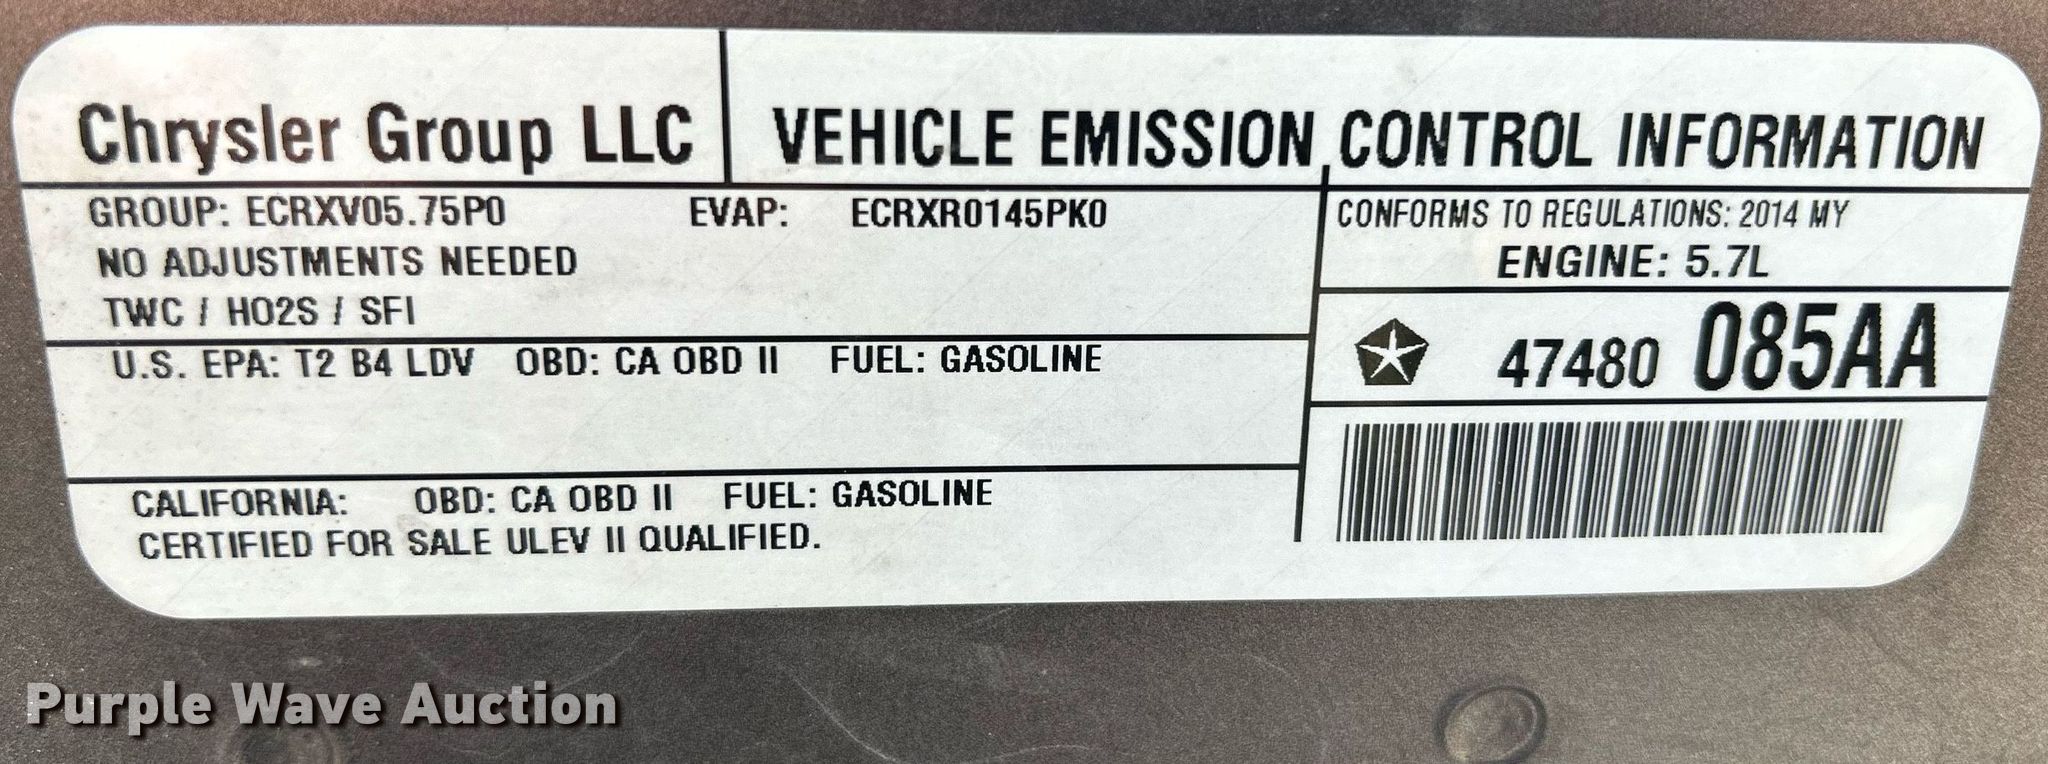 Chrysler Group LLC
VEHICLE EMISSION CONTROL INFORMATION
GROUP: ECRXV05.75P0 EVAP: ECRXR0145PK0
NO ADJUSTMENTS NEEDED
TWC / HO2S / SFI
CONFORMS TO REGULATIONS: 2014 MY
ENGINE: 5.7L
47480 085AA
U.S. EPA: T2 B4 LDV OBD: CA OBD II FUEL: GASOLINE
CALIFORNIA: OBD: CA OBD II FUEL: GASOLINE
CERTIFIED FOR SALE ULEV II QUALIFIED.
Purple Wave Auction